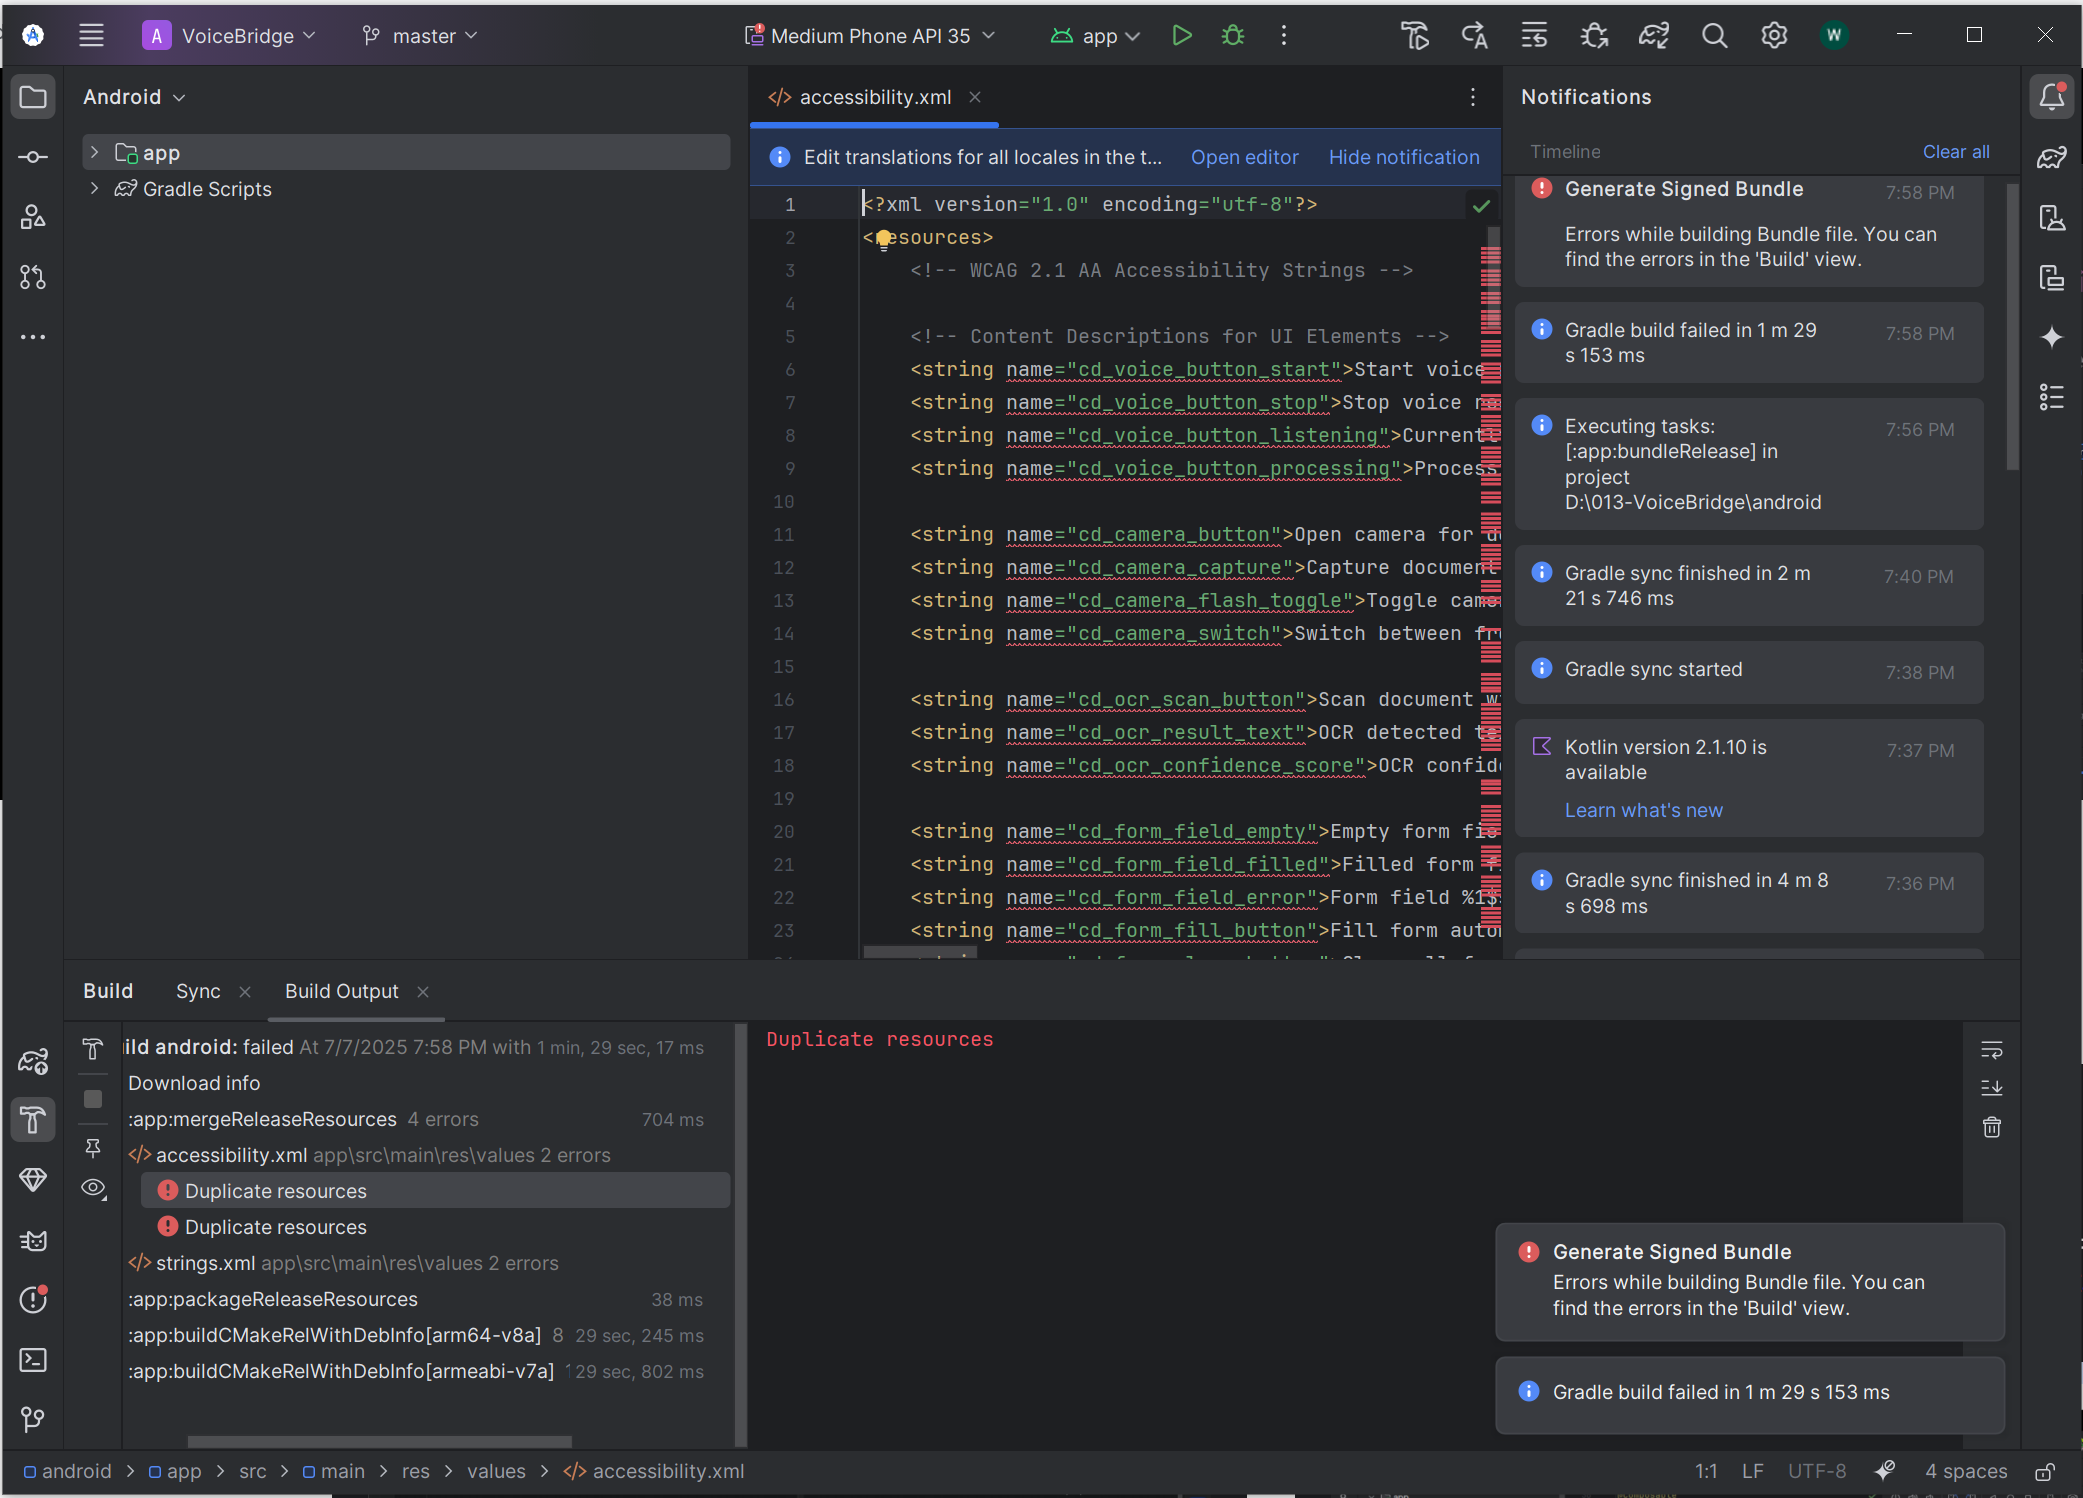 A VoiceBridge
master
Medium Phone API 35
app
W
Android
app
Gradle Scripts
accessibility.xml
Edit translations for all locales in the t... Open editor Hide notification
1 <?xml version="1.0" encoding="utf-8"?>
2 <resources>
3 <!-- WCAG 2.1 AA Accessibility Strings -->
4
5 <!-- Content Descriptions for UI Elements -->
6 <string name="cd_voice_button_start">Start voice
7 <string name="cd_voice_button_stop">Stop voice
8 <string name="cd_voice_button_listening">Current
9 <string name="cd_voice_button_processing">Process
10
11 <string name="cd_camera_button">Open camera for
12 <string name="cd_camera_capture">Capture document
13 <string name="cd_camera_flash_toggle">Toggle came
14 <string name="cd_camera_switch">Switch between fr
15
16 <string name="cd_ocr_scan_button">Scan document w
17 <string name="cd_ocr_result_text">OCR detected te
18 <string name="cd_ocr_confidence_score">OCR confid
19
20 <string name="cd_form_field_empty">Empty form fie
21 <string name="cd_form_field_filled">Filled form f
22 <string name="cd_form_field_error">Form field %1$
23 <string name="cd_form_fill_button">Fill form auto
Notifications
Timeline Clear all
Generate Signed Bundle 7:58 PM
Errors while building Bundle file. You can
find the errors in the 'Build' view.
Gradle build failed in 1 m 29 7:58 PM
s 153 ms
Executing tasks: 7:56 PM
[:app:bundleRelease] in
project
D:\013-VoiceBridge\android
Gradle sync finished in 2 m 7:40 PM
21 s 746 ms
Gradle sync started 7:38 PM
Kotlin version 2.1.10 is 7:37 PM
available
Learn what's new
Gradle sync finished in 4 m 8 7:36 PM
s 698 ms
Build Sync Build Output
ild android: failed At 7/7/2025 7:58 PM with 1 min, 29 sec, 17 ms
Download info
:app:mergeReleaseResources 4 errors 704 ms
accessibility.xml app\src\main\res\values 2 errors
Duplicate resources
Duplicate resources
strings.xml app\src\main\res\values 2 errors
:app:packageReleaseResources 38 ms
:app:buildCMakeRelWithDebInfo[arm64-v8a] 8 29 sec, 245 ms
:app:buildCMakeRelWithDebInfo[armeabi-v7a] 29 sec, 802 ms
Duplicate resources
Generate Signed Bundle
Errors while building Bundle file. You can
find the errors in the 'Build' view.
Gradle build failed in 1 m 29 s 153 ms
android > app > src > main > res > values > accessibility.xml
1:1 LF UTF-8 4 spaces